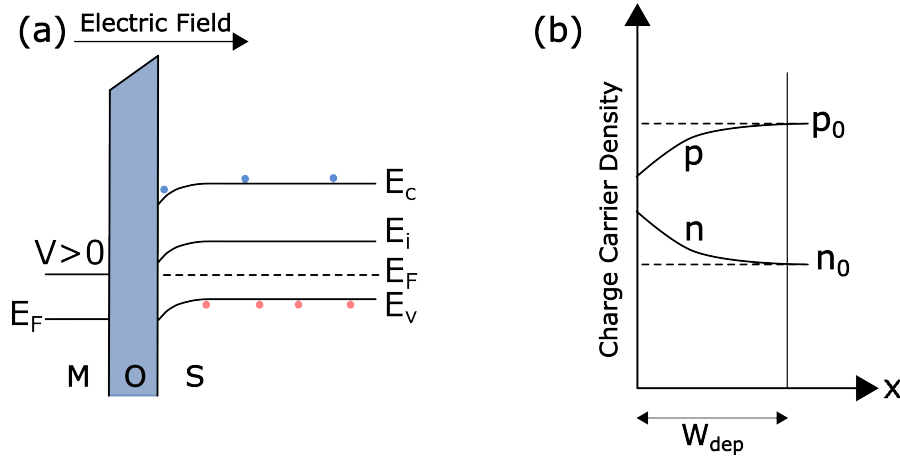 (a)
Electric Field
E_c
E_i
V>0
E_F
E_F
E_v
M O S
(b)
Charge Carrier Density
p_0
p
n
n_0
x
W_dep